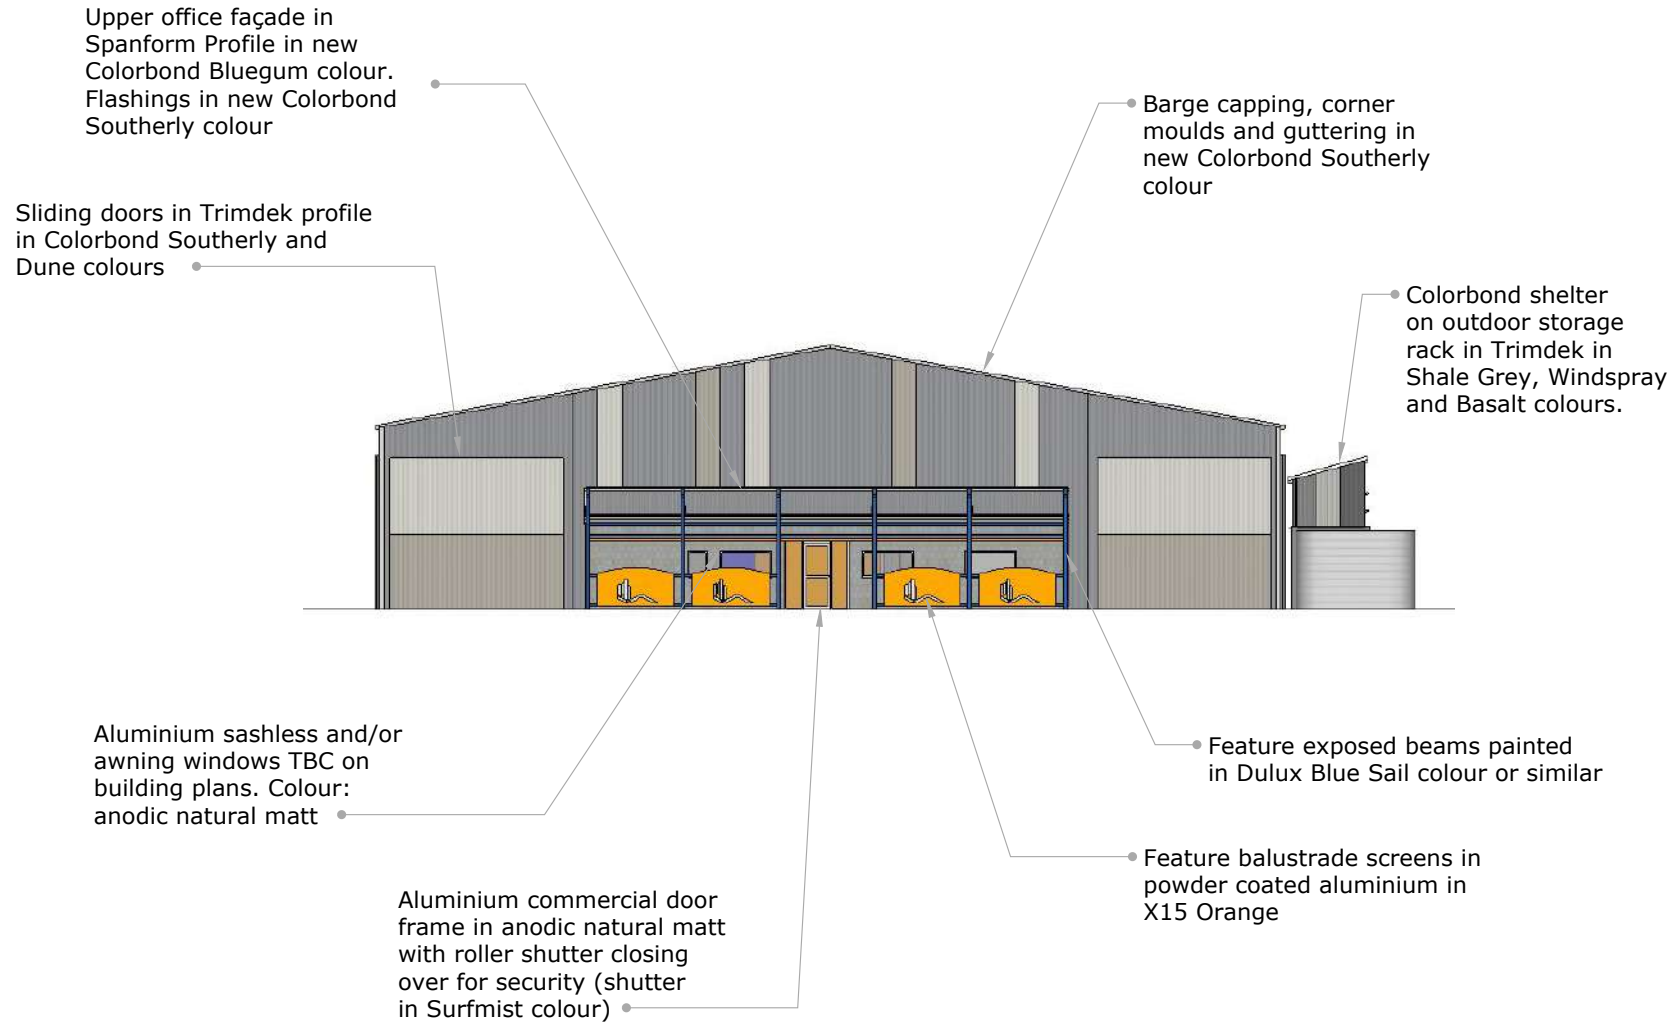 Upper office façade in
Spanform Profile in new
Colorbond Bluegum colour.
Flashings in new Colorbond
Southerly colour
Barge capping, corner
moulds and guttering in
new Colorbond Southerly
colour
Sliding doors in Trimdek profile
in Colorbond Southerly and
Dune colours
Colorbond shelter
on outdoor storage
rack in Trimdek in
Shale Grey, Windspray
and Basalt colours.
Aluminium sashless and/or
awning windows TBC on
building plans. Colour:
anodic natural matt
Feature exposed beams painted
in Dulux Blue Sail colour or similar
Feature balustrade screens in
powder coated aluminium in
X15 Orange
Aluminium commercial door
frame in anodic natural matt
with roller shutter closing
over for security (shutter
in Surfmist colour)